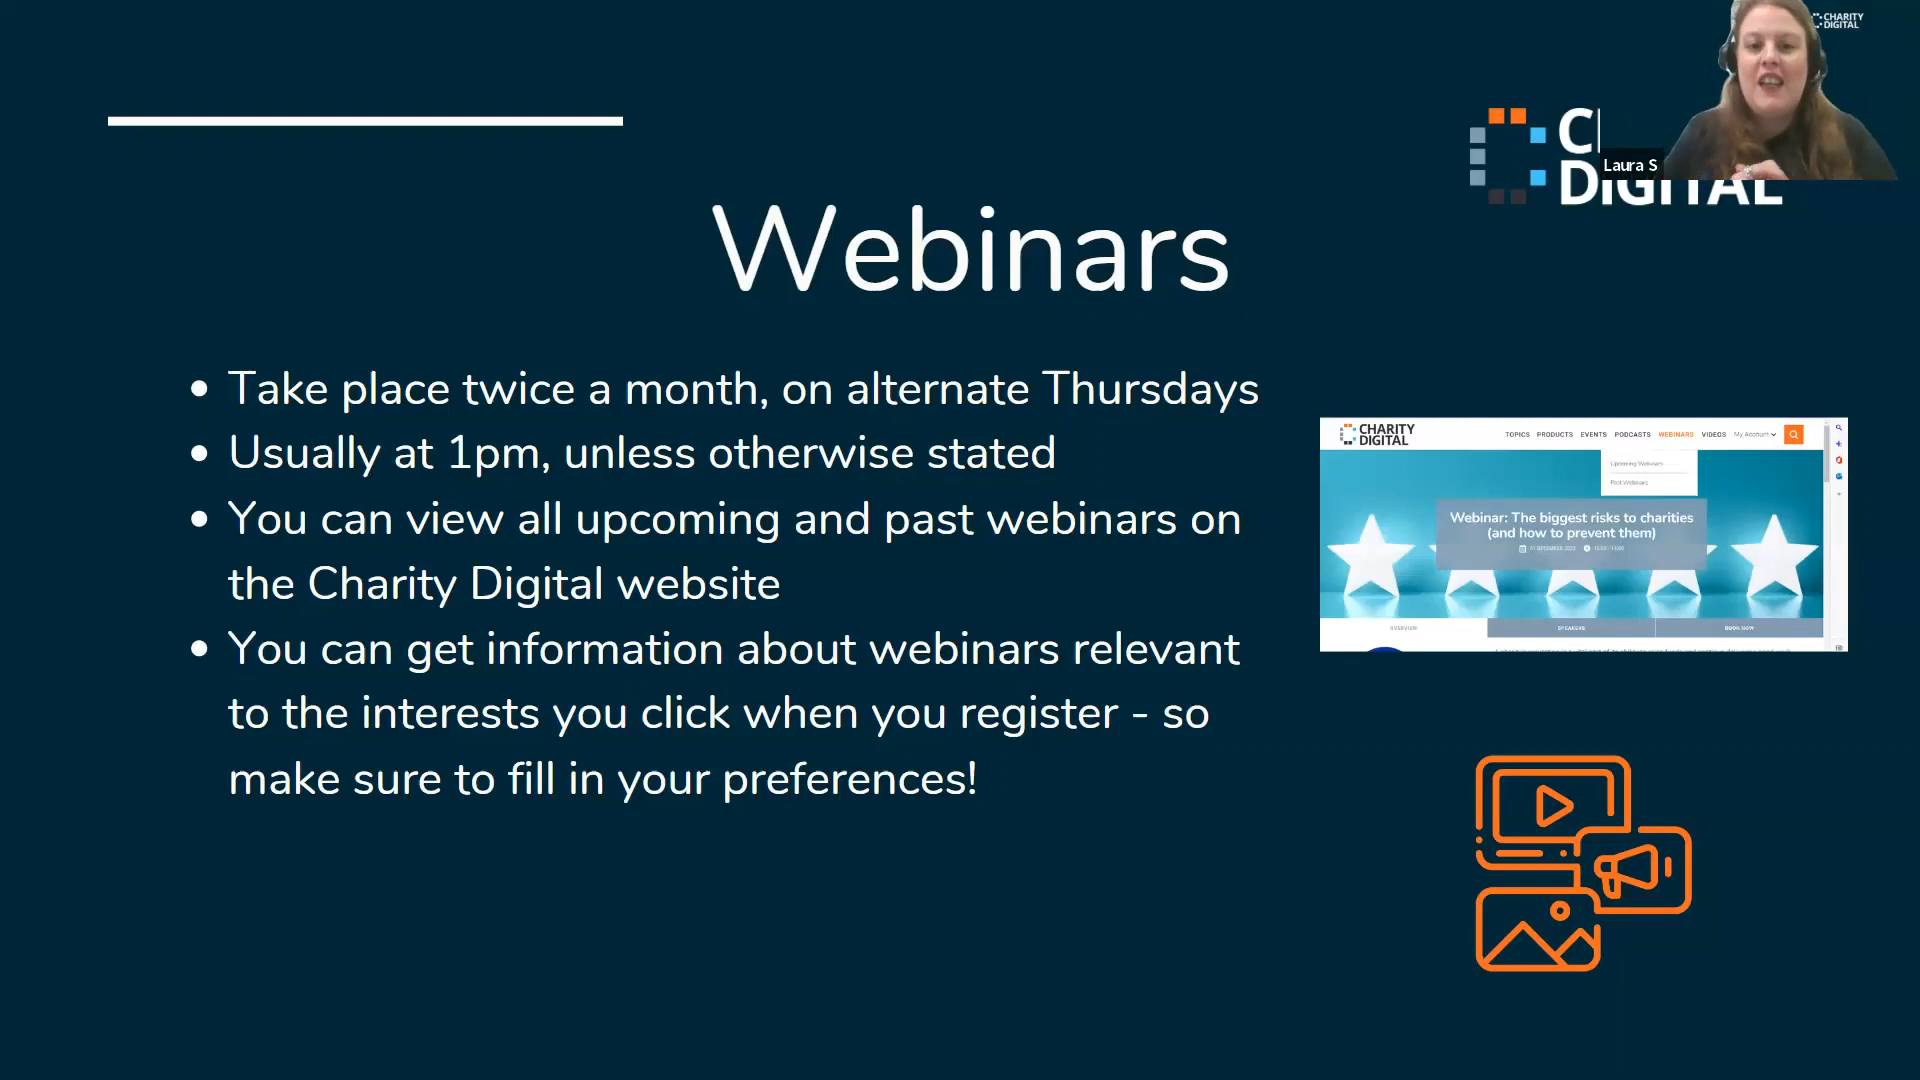 CHARITY
DIGITAL
Laura S
DIGITAL
Webinars
Take place twice a month, on alternate Thursdays
Usually at 1pm, unless otherwise stated
You can view all upcoming and past webinars on
the Charity Digital website
You can get information about webinars relevant
to the interests you click when you register - so
make sure to fill in your preferences!
CHARITY
DIGITAL
TOPICS PRODUCTS EVENTS PODCASTS WEBINARS VIDEOS My Account
Upcoming Webinars
Past Webinars
Webinar: The biggest risks to charities
(and how to prevent them)
OVERVIEW SPEAKERS BOOK NOW